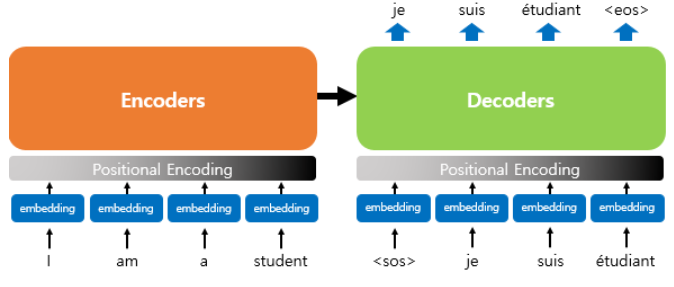 je suis étudiant <eos>
Encoders
Decoders
Positional Encoding
Positional Encoding
embedding embedding embedding embedding
embedding embedding embedding embedding
I am a student
<sos> je suis étudiant